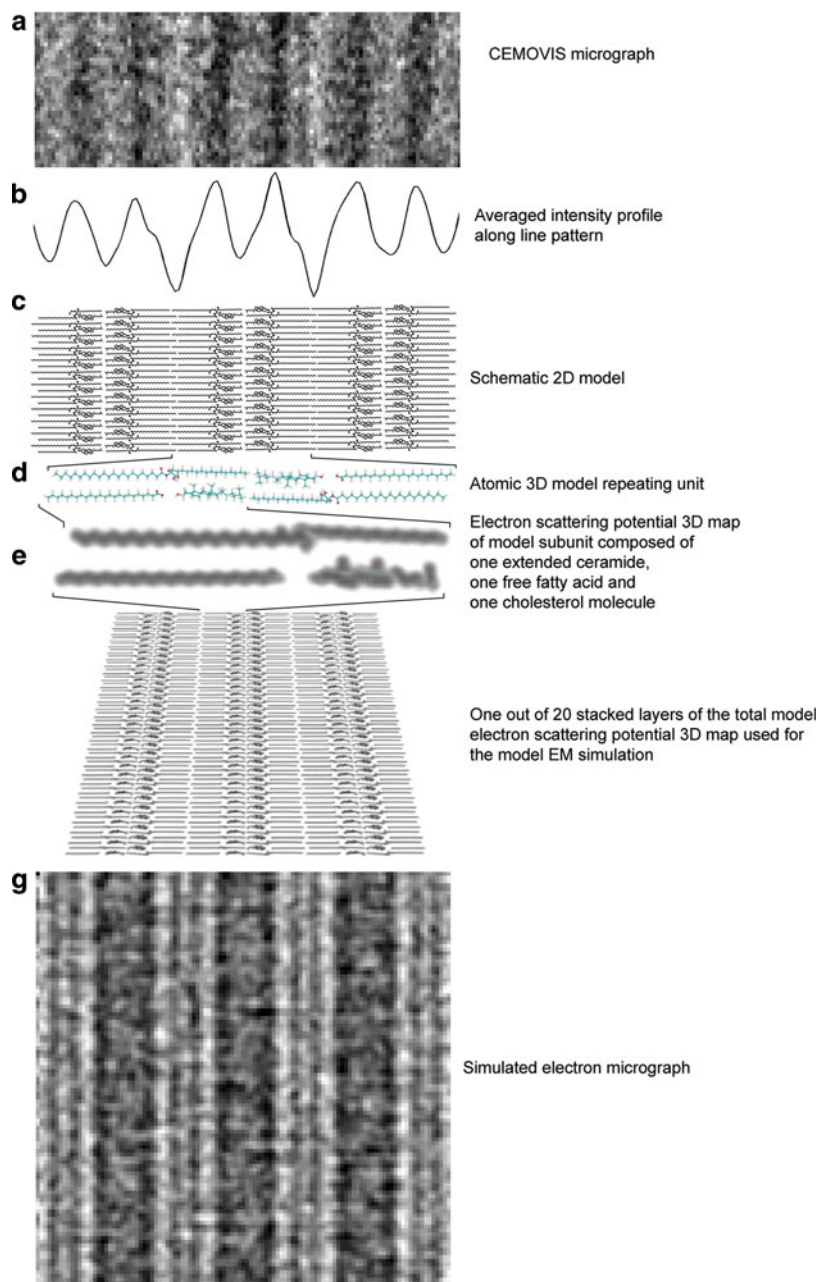 a
CEMOVIS micrograph
b
Averaged intensity profile
along line pattern
c
Schematic 2D model
d
Atomic 3D model repeating unit
Electron scattering potential 3D map
of model subunit composed of
one extended ceramide,
one free fatty acid and
one cholesterol molecule
e
One out of 20 stacked layers of the total model
electron scattering potential 3D map used for
the model EM simulation
g
Simulated electron micrograph